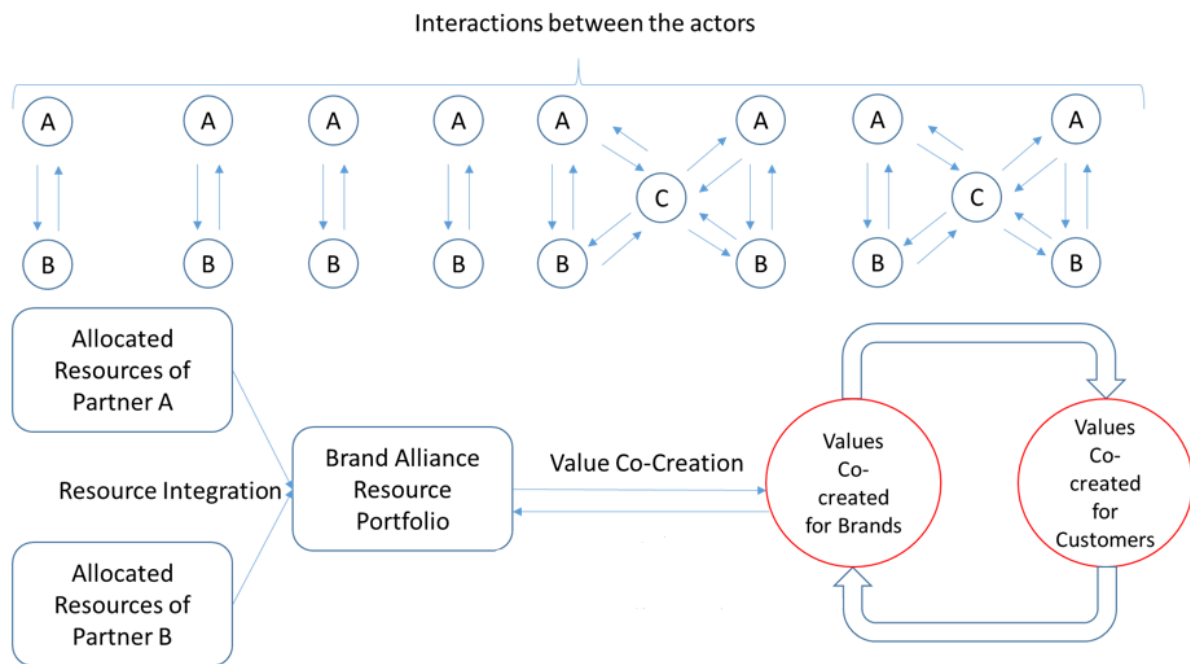 Interactions between the actors
A A A A A A A A
C C
B B B B B B B B
Allocated
Resources of
Partner A
Resource Integration
Allocated
Resources of
Partner B
Brand Alliance
Resource
Portfolio
Value Co-Creation
Values
Co-
created
for Brands
Values
Co-
created
for
Customers